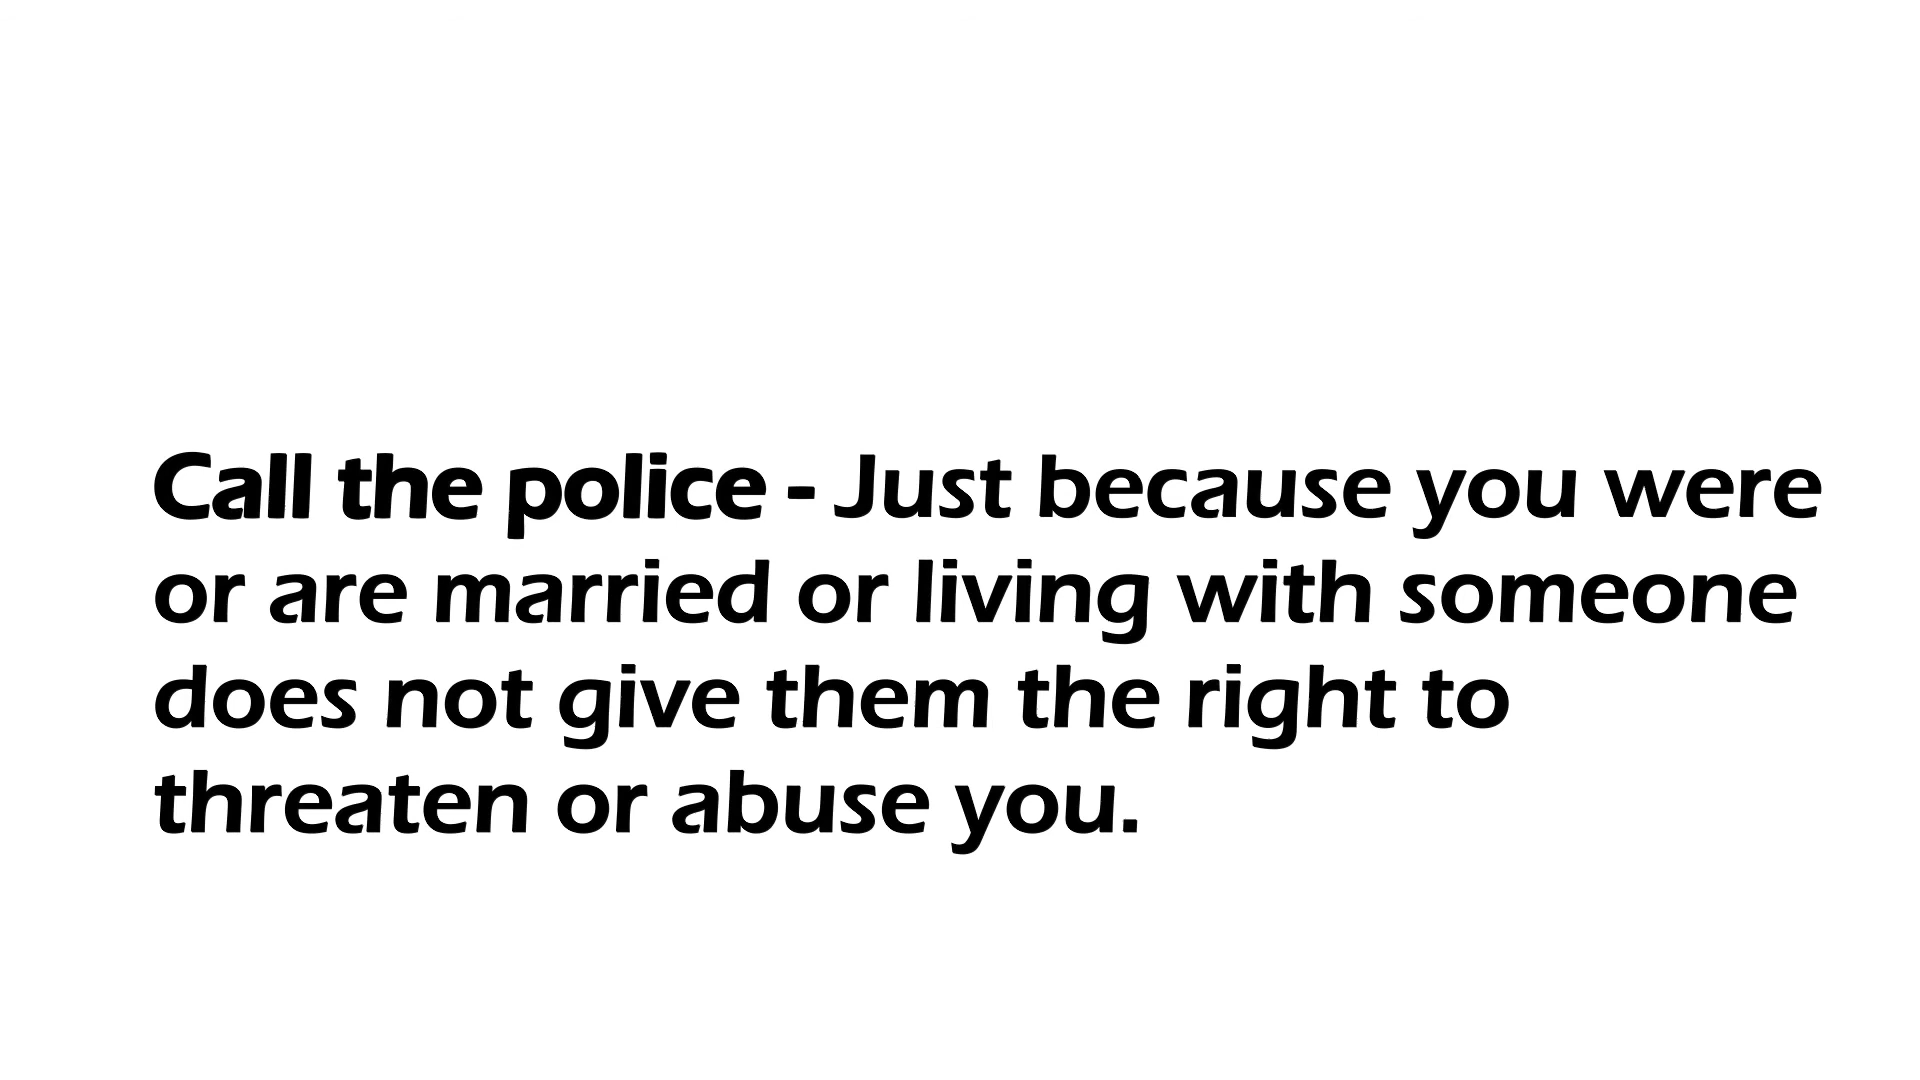 Call the police - Just because you were
or are married or living with someone
does not give them the right to
threaten or abuse you.